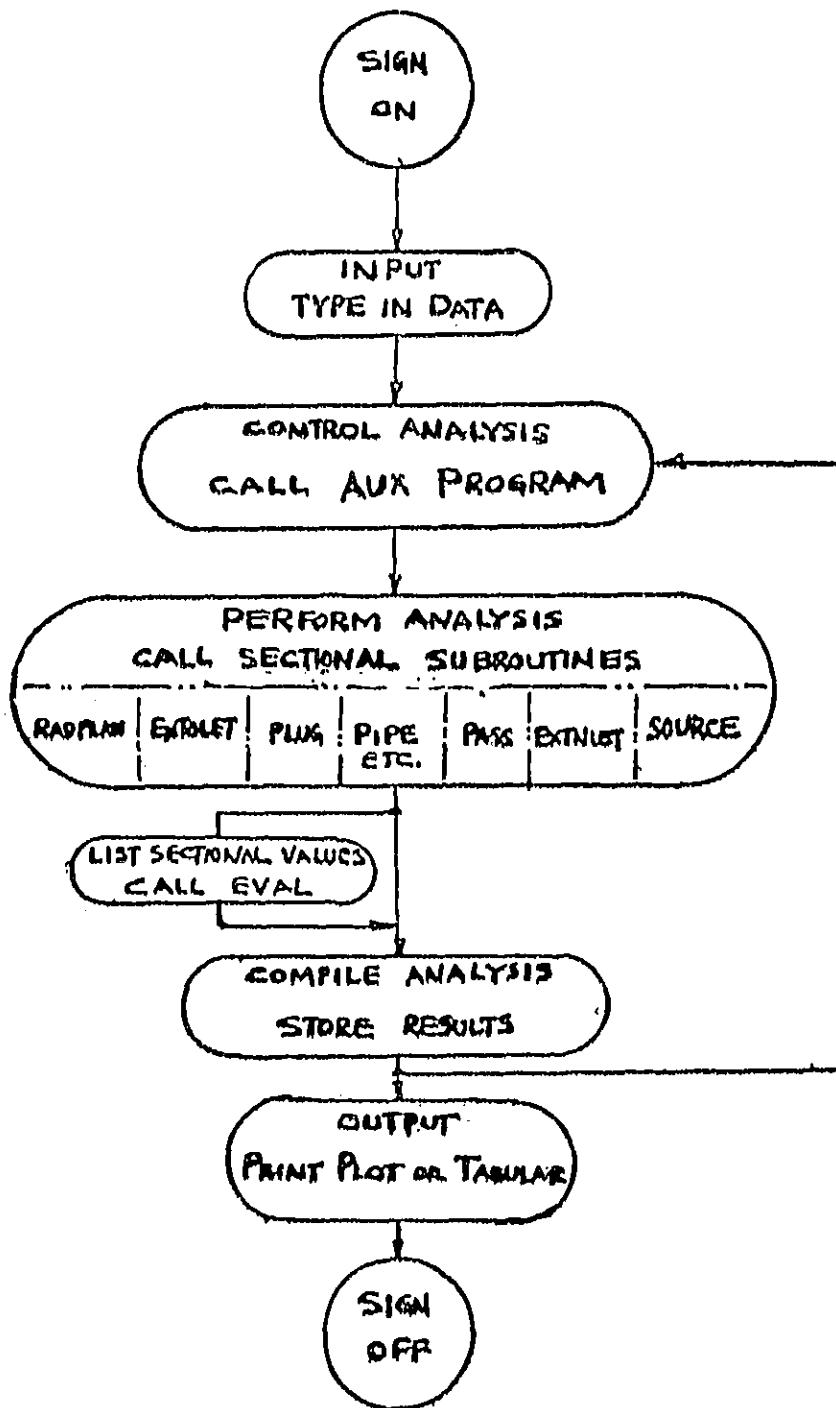 SIGN
ON
INPUT
TYPE IN DATA
CONTROL ANALYSIS
CALL AUX PROGRAM
PERFORM ANALYSIS
CALL SECTIONAL SUBROUTINES
RADPLAN EXTOLET PLUG PIPE ETC. PASS EXTNLET SOURCE
LIST SECTIONAL VALUES
CALL EVAL
COMPILE ANALYSIS
STORE RESULTS
OUTPUT
PRINT PLOT OR TABULAR
SIGN
OFF